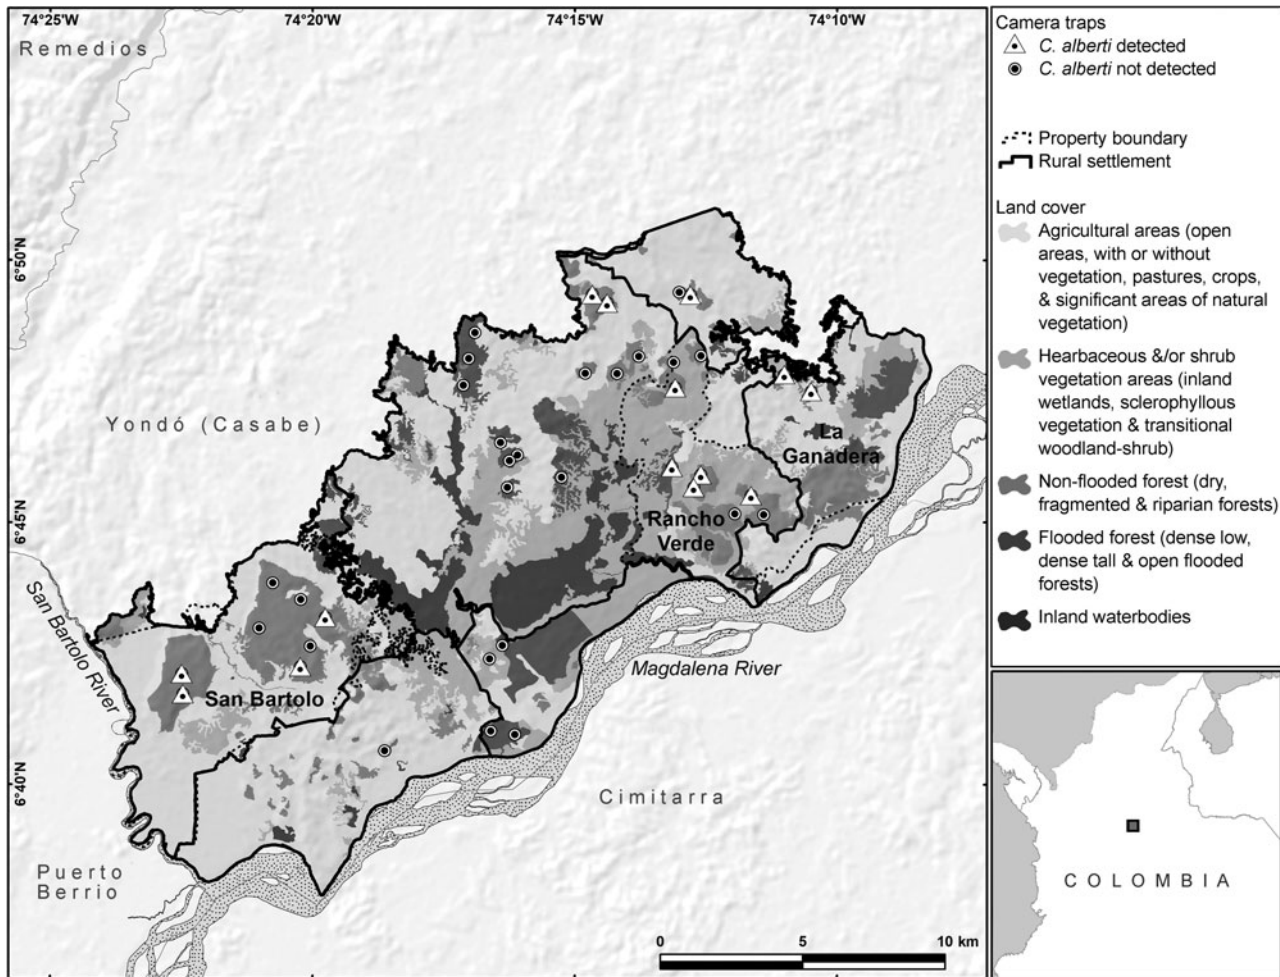 74°25'W
74°20'W
74°15'W
74°10'W
Remedios
6°50'N
Yondó (Casabe)
La
Ganadera
6°45'N
Rancho
Verde
San Bartolo River
Magdalena River
San Bartolo
6°40'N
Cimitarra
Puerto
Berrio
0 5 10 km
Camera traps
C. alberti detected
C. alberti not detected
Property boundary
Rural settlement
Land cover
Agricultural areas (open
areas, with or without
vegetation, pastures, crops,
& significant areas of natural
vegetation)
Hearbaceous &/or shrub
vegetation areas (inland
wetlands, sclerophyllous
vegetation & transitional
woodland-shrub)
Non-flooded forest (dry,
fragmented & riparian forests)
Flooded forest (dense low,
dense tall & open flooded
forests)
Inland waterbodies
COLOMBIA